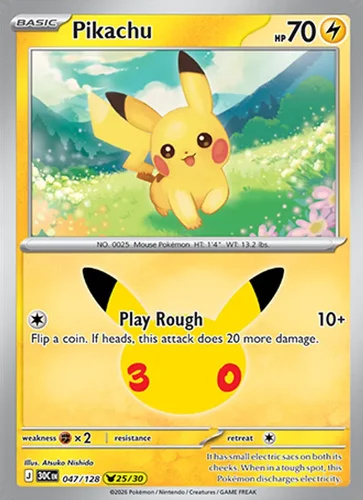 BASIC
Pikachu HP 70
NO. 0025 Mouse Pokémon HT: 1'4" WT: 13.2 lbs.
Play Rough 10+
Flip a coin. If heads, this attack does 20 more damage.
3 0
weakness ×2 resistance retreat
Illus. Atsuko Nishido
It has small electric sacs on both its
cheeks. When in a tough spot, this
Pokémon discharges electricity.
J 30C EN 047/128 25/30
©2026 Pokémon / Nintendo / Creatures / GAME FREAK